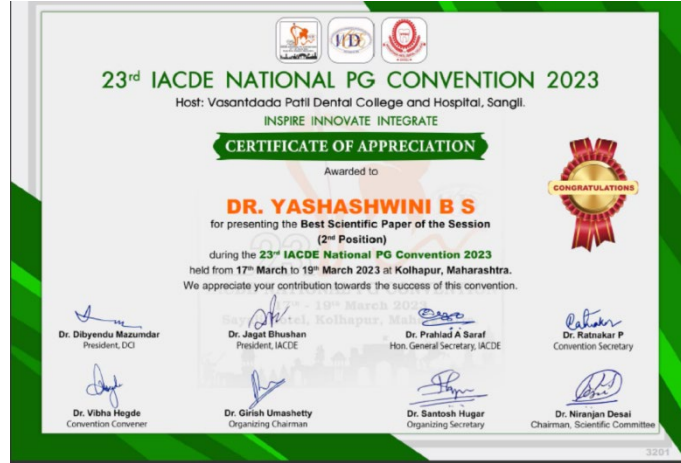 23rd IACDE NATIONAL PG CONVENTION 2023
Host: Vasantdada Patil Dental College and Hospital, Sangli.
INSPIRE INNOVATE INTEGRATE
CERTIFICATE OF APPRECIATION
Awarded to
CONGRATULATIONS
DR. YASHASHWINI B S
for presenting the Best Scientific Paper of the Session
(2nd Position)
during the 23rd IACDE National PG Convention 2023
held from 17th March to 19th March 2023 at Kolhapur, Maharashtra.
We appreciate your contribution towards the success of this convention.
Dr. Dibyendu Mazumdar
President, DCI
Dr. Jagat Bhushan
President, IACDE
Dr. Prahlad A Saraf
Hon. General Secretary, IACDE
Dr. Ratnakar P
Convention Secretary
Dr. Vibha Hegde
Convention Convener
Dr. Girish Umashetty
Organizing Chairman
Dr. Santosh Hugar
Organizing Secretary
Dr. Niranjan Desai
Chairman, Scientific Committee
3201